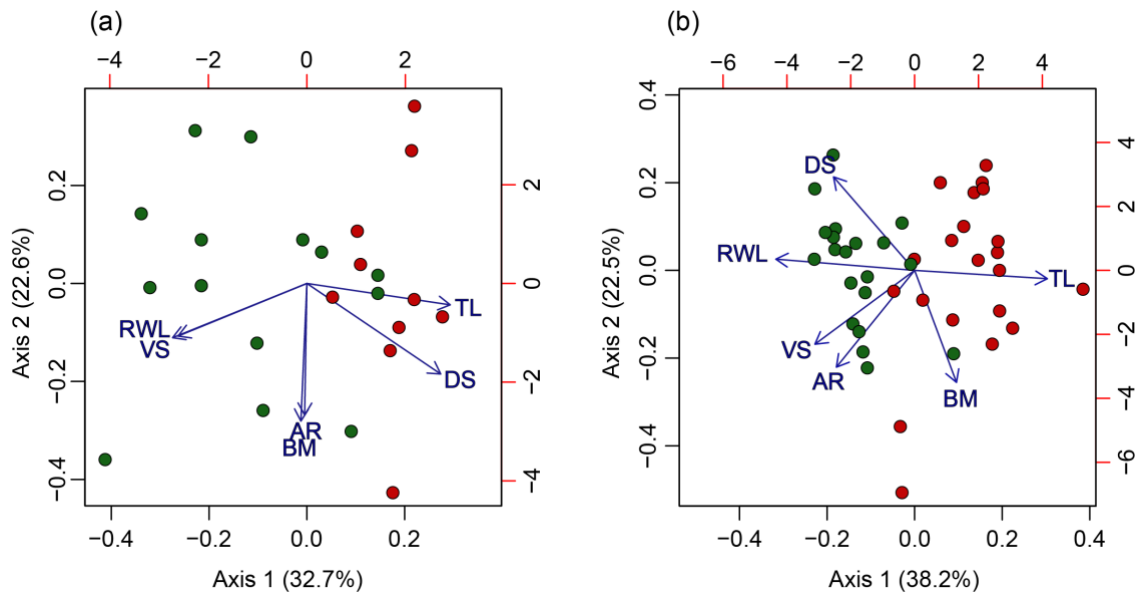 (a)
−4 −2 0 2
Axis 2 (22.6%)
−0.4 −0.2 0.0 0.2
RWL
VS
TL
DS
AR
BM
2
0
−2
−4
−0.4 −0.2 0.0 0.2
Axis 1 (32.7%)
(b)
−6 −4 −2 0 2 4
Axis 2 (22.5%)
−0.4 −0.2 0.0 0.2 0.4
DS
RWL
TL
VS
AR
BM
4
2
0
−2
−4
−6
−0.4 −0.2 0.0 0.2 0.4
Axis 1 (38.2%)